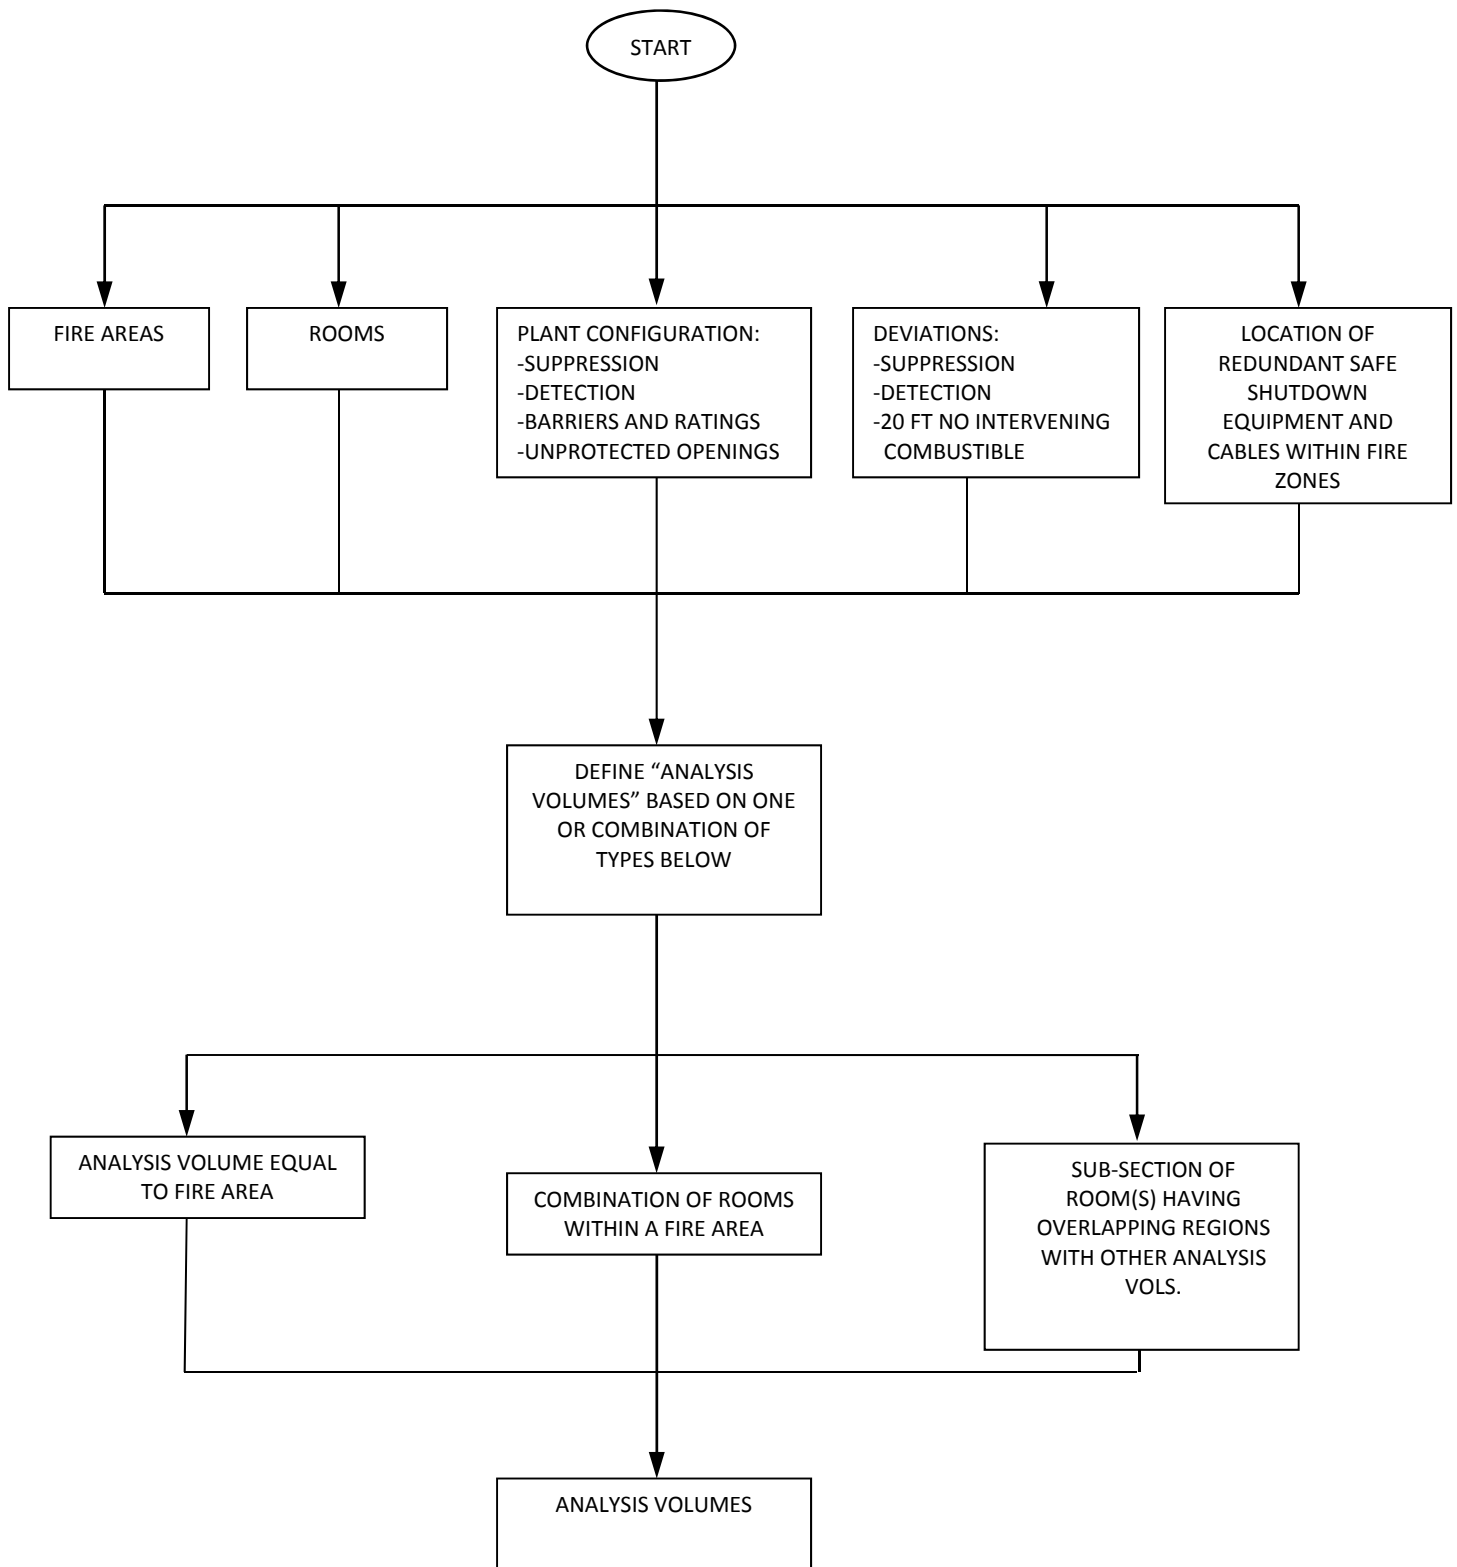 START
FIRE AREAS
ROOMS
PLANT CONFIGURATION:
-SUPPRESSION
-DETECTION
-BARRIERS AND RATINGS
-UNPROTECTED OPENINGS
DEVIATIONS:
-SUPPRESSION
-DETECTION
-20 FT NO INTERVENING
COMBUSTIBLE
LOCATION OF
REDUNDANT SAFE
SHUTDOWN
EQUIPMENT AND
CABLES WITHIN FIRE
ZONES
DEFINE “ANALYSIS
VOLUMES” BASED ON ONE
OR COMBINATION OF
TYPES BELOW
ANALYSIS VOLUME EQUAL
TO FIRE AREA
COMBINATION OF ROOMS
WITHIN A FIRE AREA
SUB-SECTION OF
ROOM(S) HAVING
OVERLAPPING REGIONS
WITH OTHER ANALYSIS
VOLS.
ANALYSIS VOLUMES